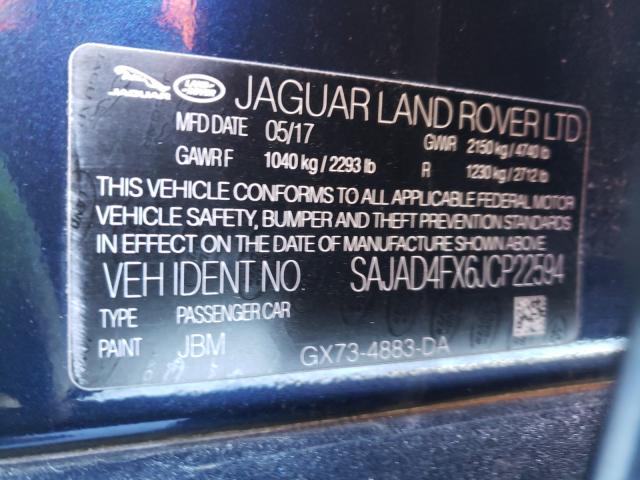 JAGUAR LAND ROVER JAGUAR LAND ROVER LTD
MFD DATE 05/17 GWR 2150 kg / 4740 lb
GAWR F 1040 kg / 2293 lb R 1230 kg / 2712 lb
THIS VEHICLE CONFORMS TO ALL APPLICABLE FEDERAL MOTOR
VEHICLE SAFETY, BUMPER AND THEFT PREVENTION STANDARDS
IN EFFECT ON THE DATE OF MANUFACTURE SHOWN ABOVE.
VEH IDENT NO. SAJAD4FX6JCP22594
TYPE PASSENGER CAR
PAINT JBM GX73-4883-DA